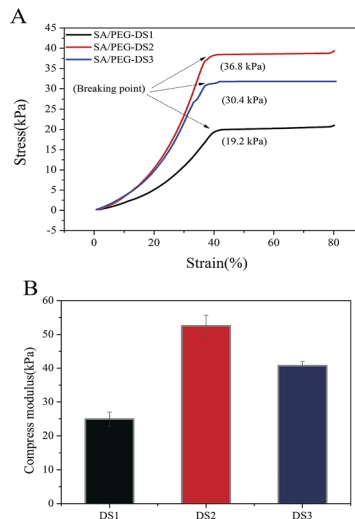 A
SA/PEG-DS1
SA/PEG-DS2
SA/PEG-DS3
(Breaking point)
(36.8 kPa)
(30.4 kPa)
(19.2 kPa)
Stress(kPa)
45
40
35
30
25
20
15
10
5
0
-5
0 20 40 60 80
Strain(%)
B
Compress modulus(kPa)
60
50
40
30
20
10
0
DS1 DS2 DS3